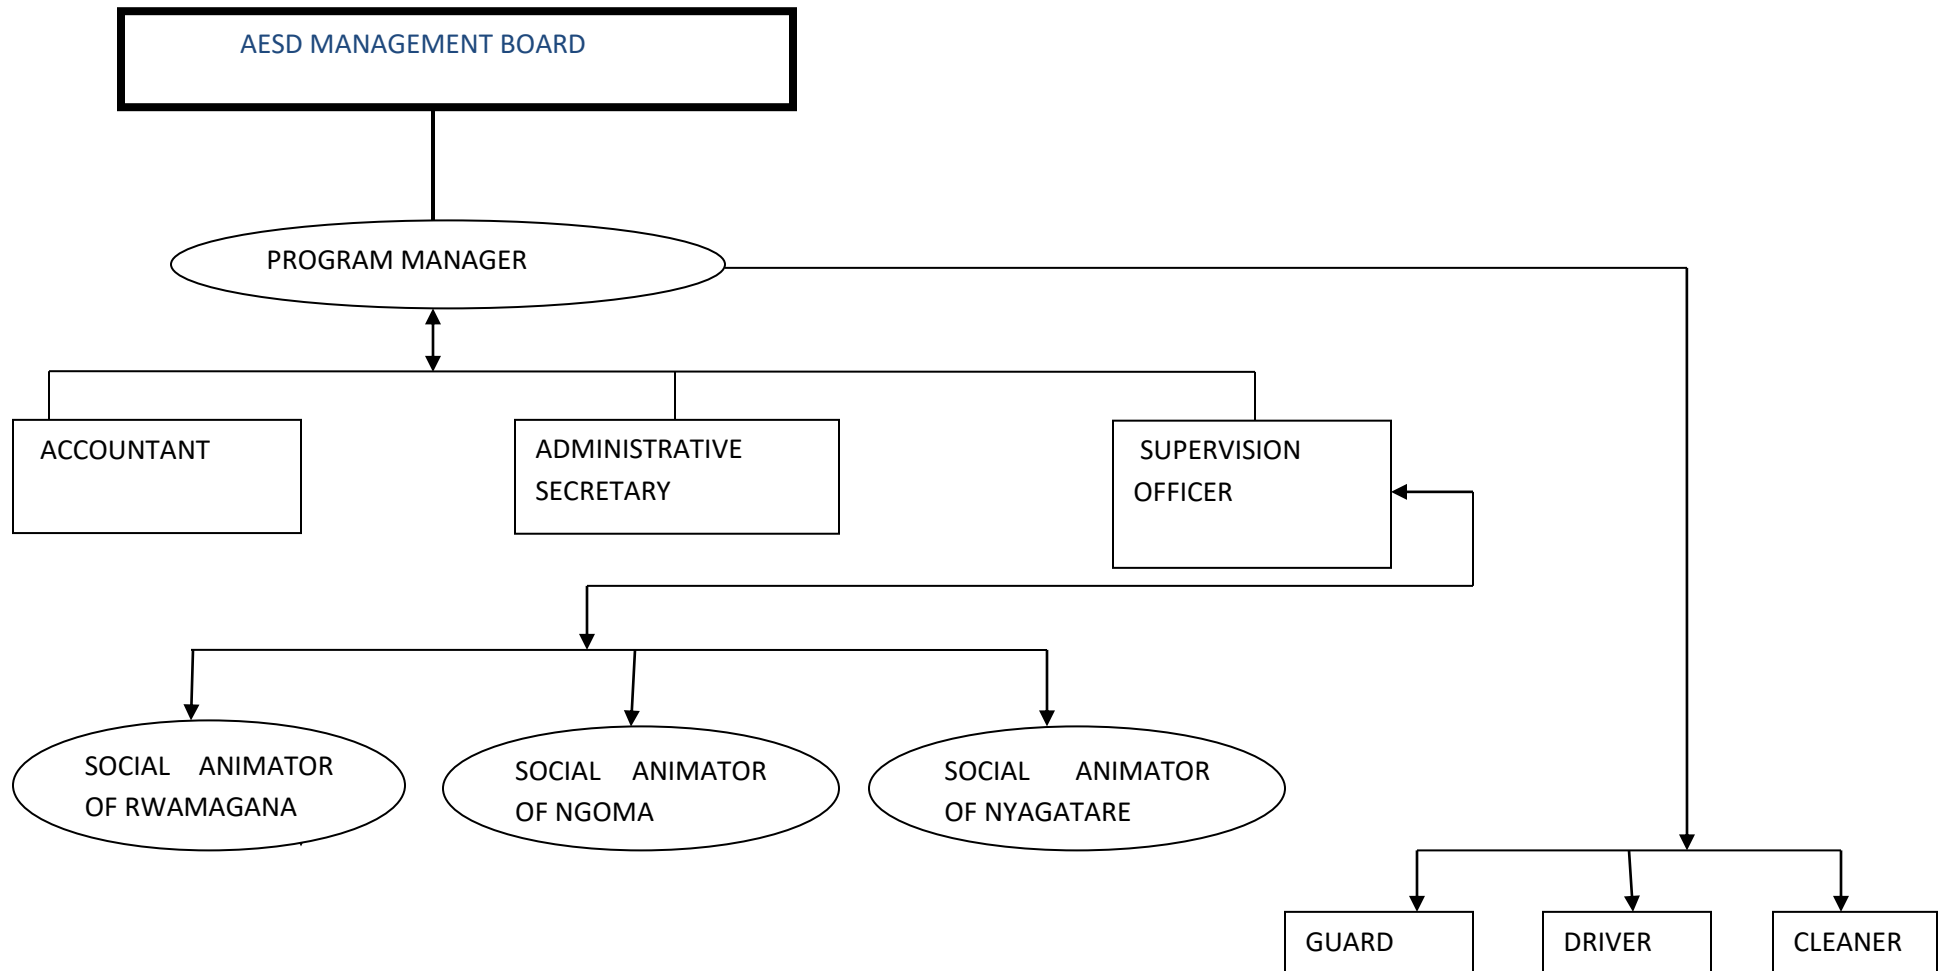 AESD MANAGEMENT BOARD
PROGRAM MANAGER
ACCOUNTANT
ADMINISTRATIVE
SECRETARY
SUPERVISION
OFFICER
SOCIAL ANIMATOR
OF RWAMAGANA
SOCIAL ANIMATOR
OF NGOMA
SOCIAL ANIMATOR
OF NYAGATARE
GUARD
DRIVER
CLEANER